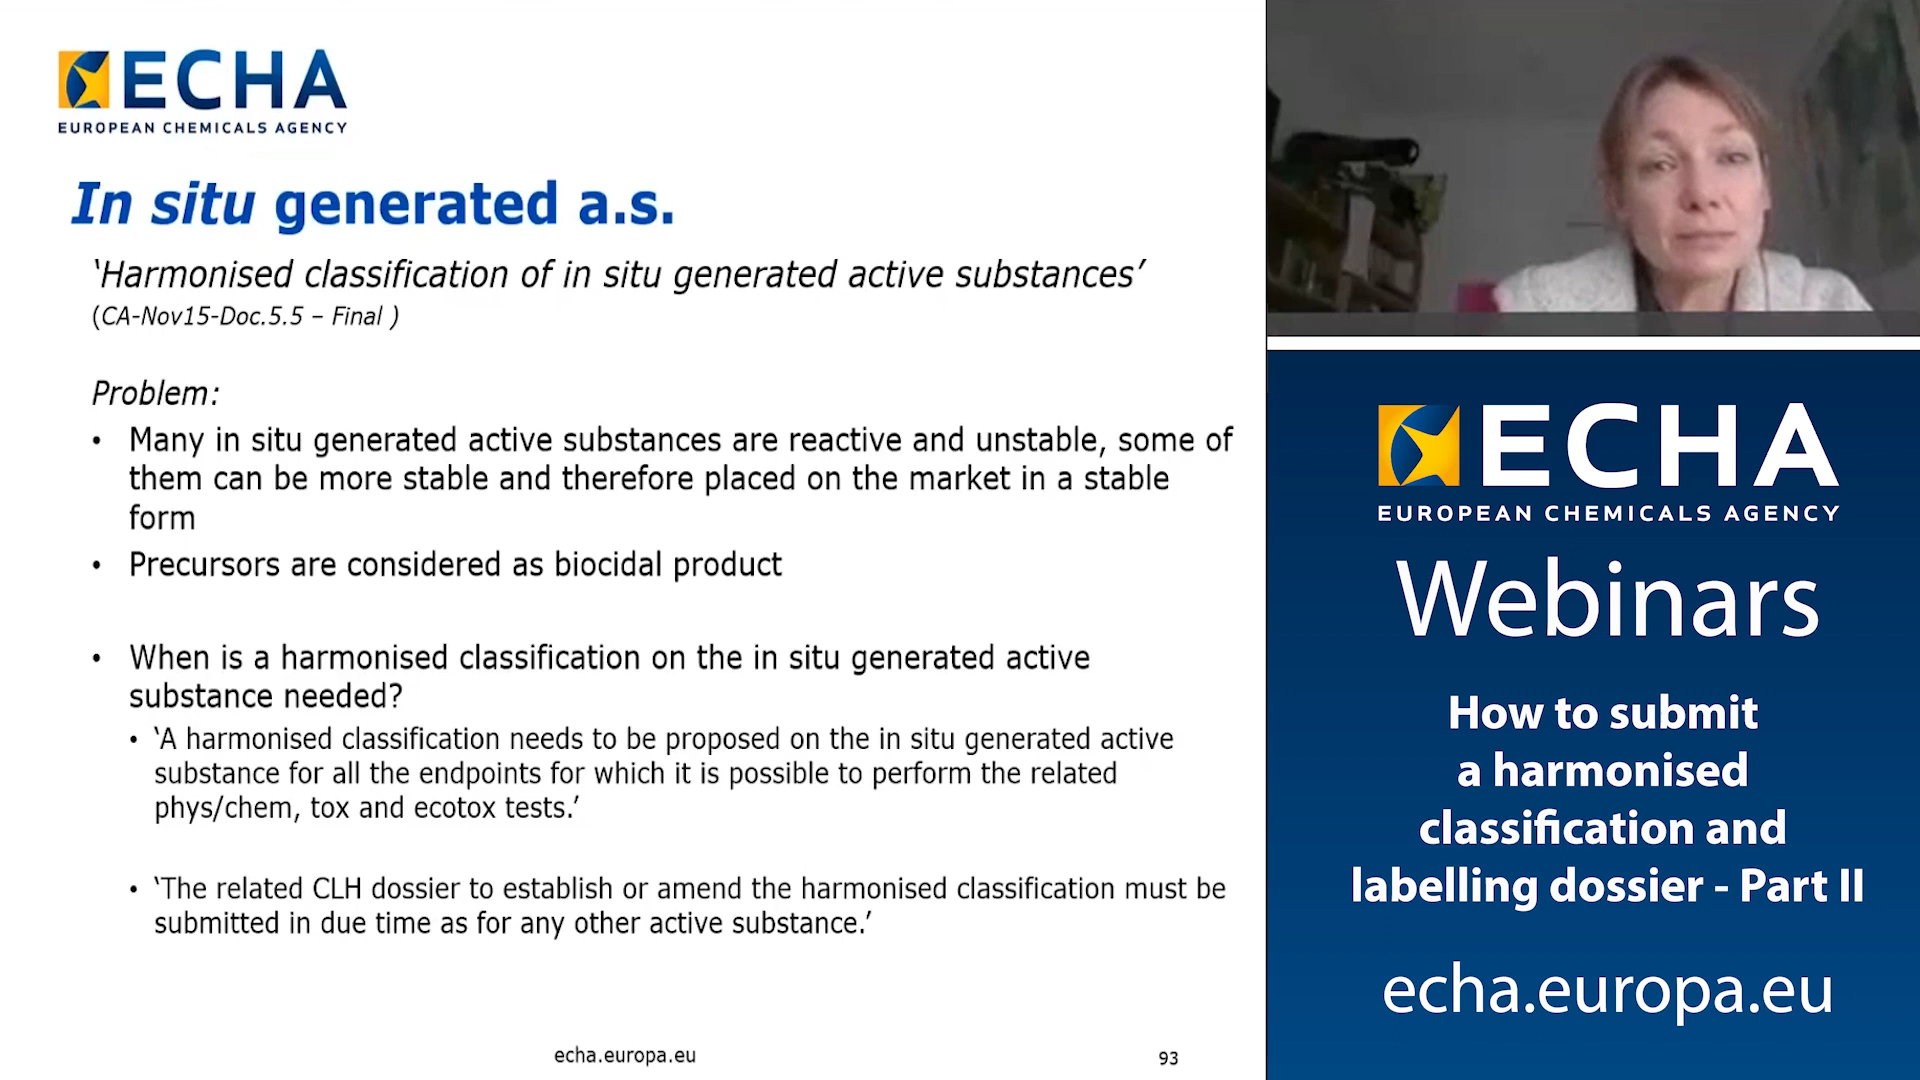 ECHA
EUROPEAN CHEMICALS AGENCY
In situ generated a.s.
‘Harmonised classification of in situ generated active substances’
(CA-Nov15-Doc.5.5 – Final )
Problem:
• Many in situ generated active substances are reactive and unstable, some of
them can be more stable and therefore placed on the market in a stable
form
• Precursors are considered as biocidal product
• When is a harmonised classification on the in situ generated active
substance needed?
• ‘A harmonised classification needs to be proposed on the in situ generated active
substance for all the endpoints for which it is possible to perform the related
phys/chem, tox and ecotox tests.’
• ‘The related CLH dossier to establish or amend the harmonised classification must be
submitted in due time as for any other active substance.’
echa.europa.eu
93
ECHA
EUROPEAN CHEMICALS AGENCY
Webinars
How to submit
a harmonised
classification and
labelling dossier - Part II
echa.europa.eu